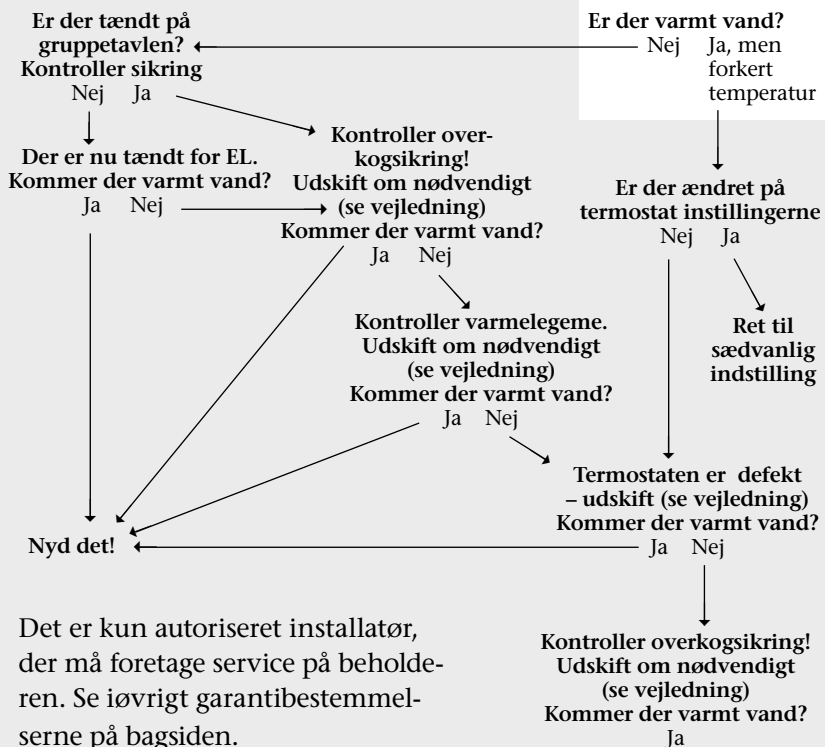 Er der varmt vand?
Nej Ja, men
forkert
temperatur
Er der tændt på
gruppetavlen?
Kontroller sikring
Nej Ja
Der er nu tændt for EL.
Kommer der varmt vand?
Ja Nej
Kontroller over-
kogsikring!
Udskift om nødvendigt
(se vejledning)
Kommer der varmt vand?
Ja Nej
Er der ændret på
termostat instillingerne
Nej Ja
Ret til
sædvanlig
indstilling
Kontroller varmelegeme.
Udskift om nødvendigt
(se vejledning)
Kommer der varmt vand?
Ja Nej
Termostaten er defekt
– udskift (se vejledning)
Kommer der varmt vand?
Ja Nej
Nyd det!
Kontroller overkogsikring!
Udskift om nødvendigt
(se vejledning)
Kommer der varmt vand?
Ja
Det er kun autoriseret installatør,
der må foretage service på beholde-
ren. Se iøvrigt garantibestemmel-
serne på bagsiden.